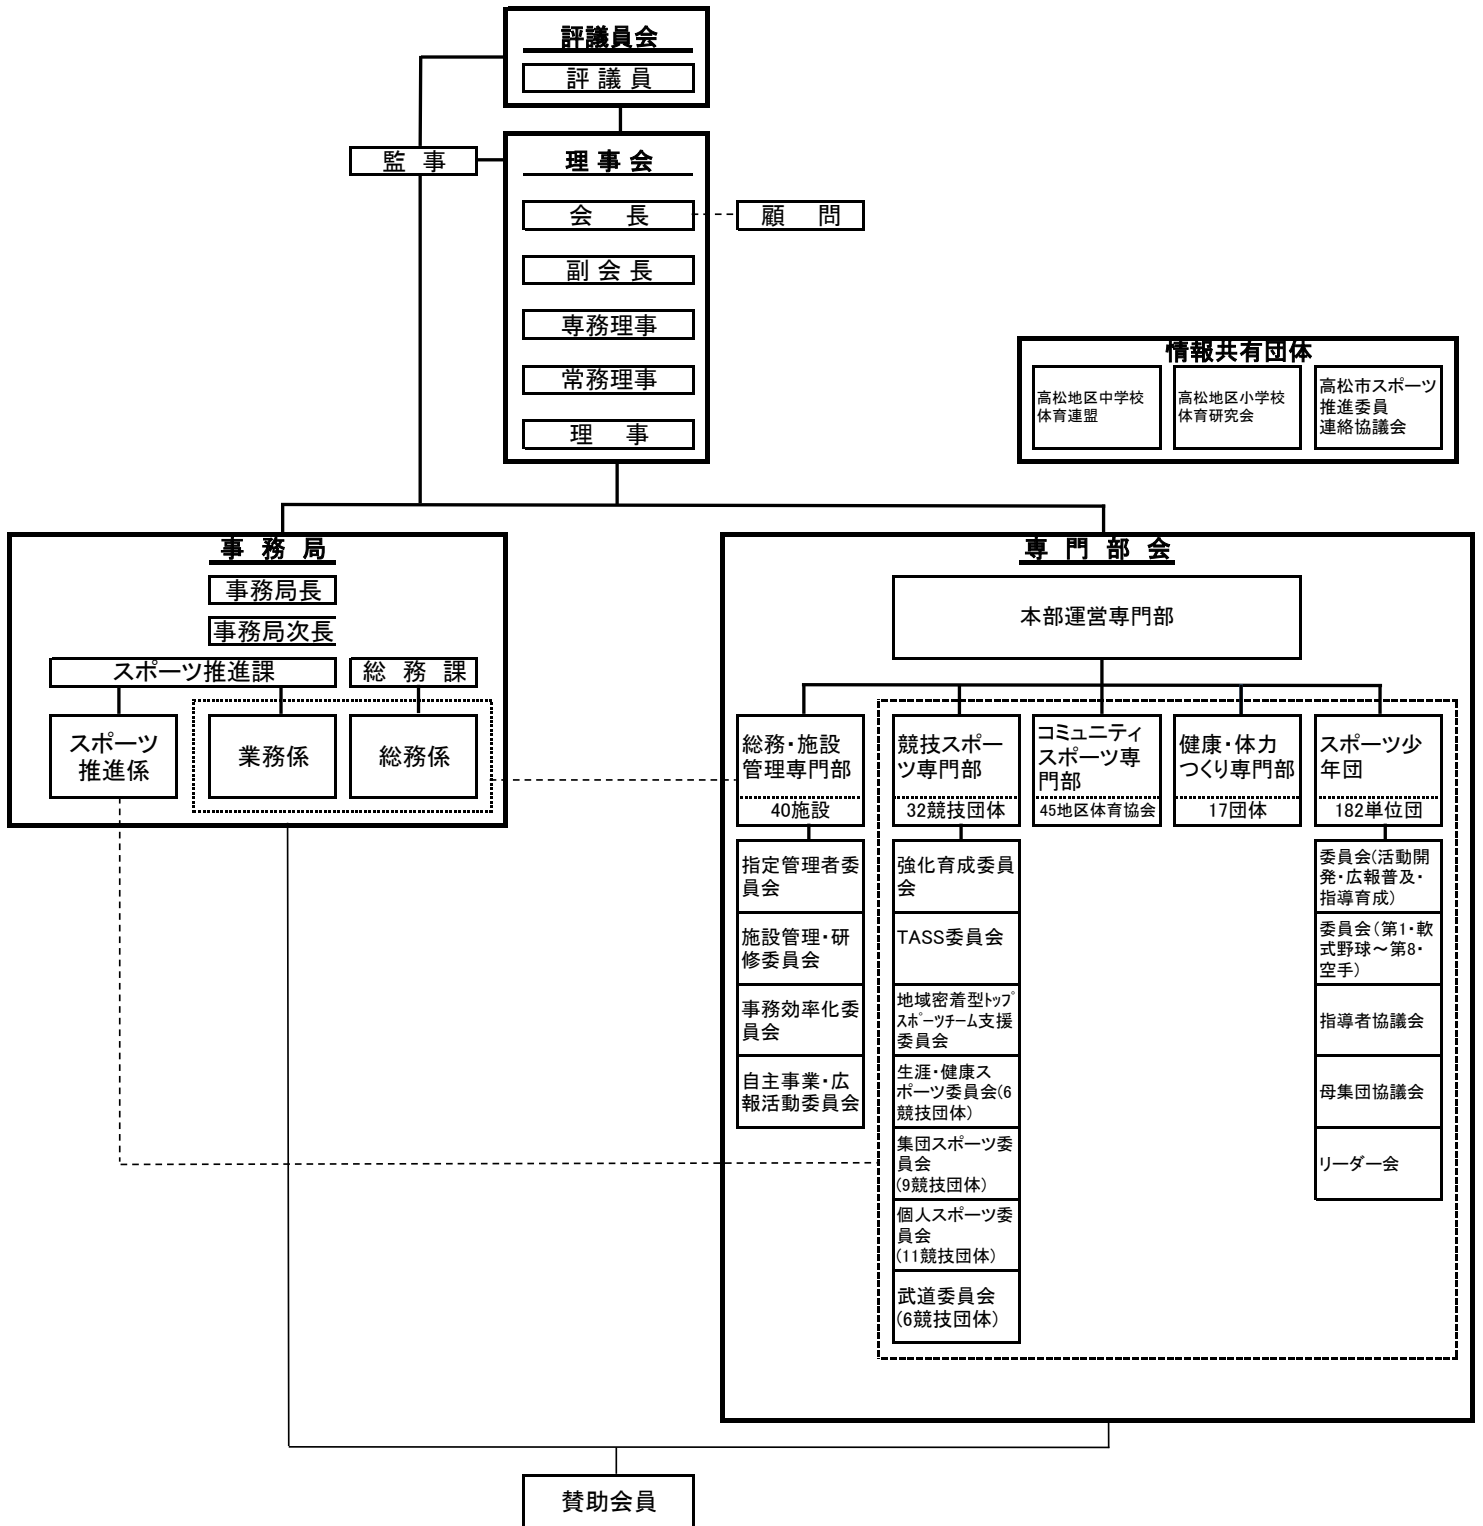 評議員会
評議員
監事
理事会
会長
顧問
副会長
専務理事
常務理事
理事
情報共有団体
高松地区中学校
体育連盟
高松地区小学校
体育研究会
高松市スポーツ
推進委員
連絡協議会
事務局
事務局長
事務局次長
スポーツ推進課
総務課
スポーツ
推進係
業務係
総務係
専門部会
本部運営専門部
総務・施設
管理専門部
40施設
指定管理者委
員会
施設管理・研
修委員会
事務効率化委
員会
自主事業・広
報活動委員会
競技スポー
ツ専門部
32競技団体
強化育成委員
会
TASS委員会
地域密着型ﾄｯﾌﾟ
ｽﾎﾟｰﾂﾁｰﾑ支援
委員会
生涯・健康ス
ポーツ委員会(6
競技団体)
集団スポーツ委
員会
(9競技団体)
個人スポーツ委
員会
(11競技団体)
武道委員会
(6競技団体)
コミュニティ
スポーツ専
門部
45地区体育協会
健康・体力
つくり専門部
17団体
スポーツ少
年団
182単位団
委員会(活動開
発・広報普及・
指導育成)
委員会(第1・軟
式野球～第8・
空手)
指導者協議会
母集団協議会
リーダー会
賛助会員